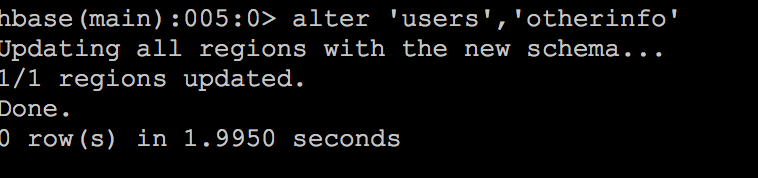 hbase(main):005:0> alter 'users','otherinfo'
Updating all regions with the new schema...
1/1 regions updated.
Done.
0 row(s) in 1.9950 seconds